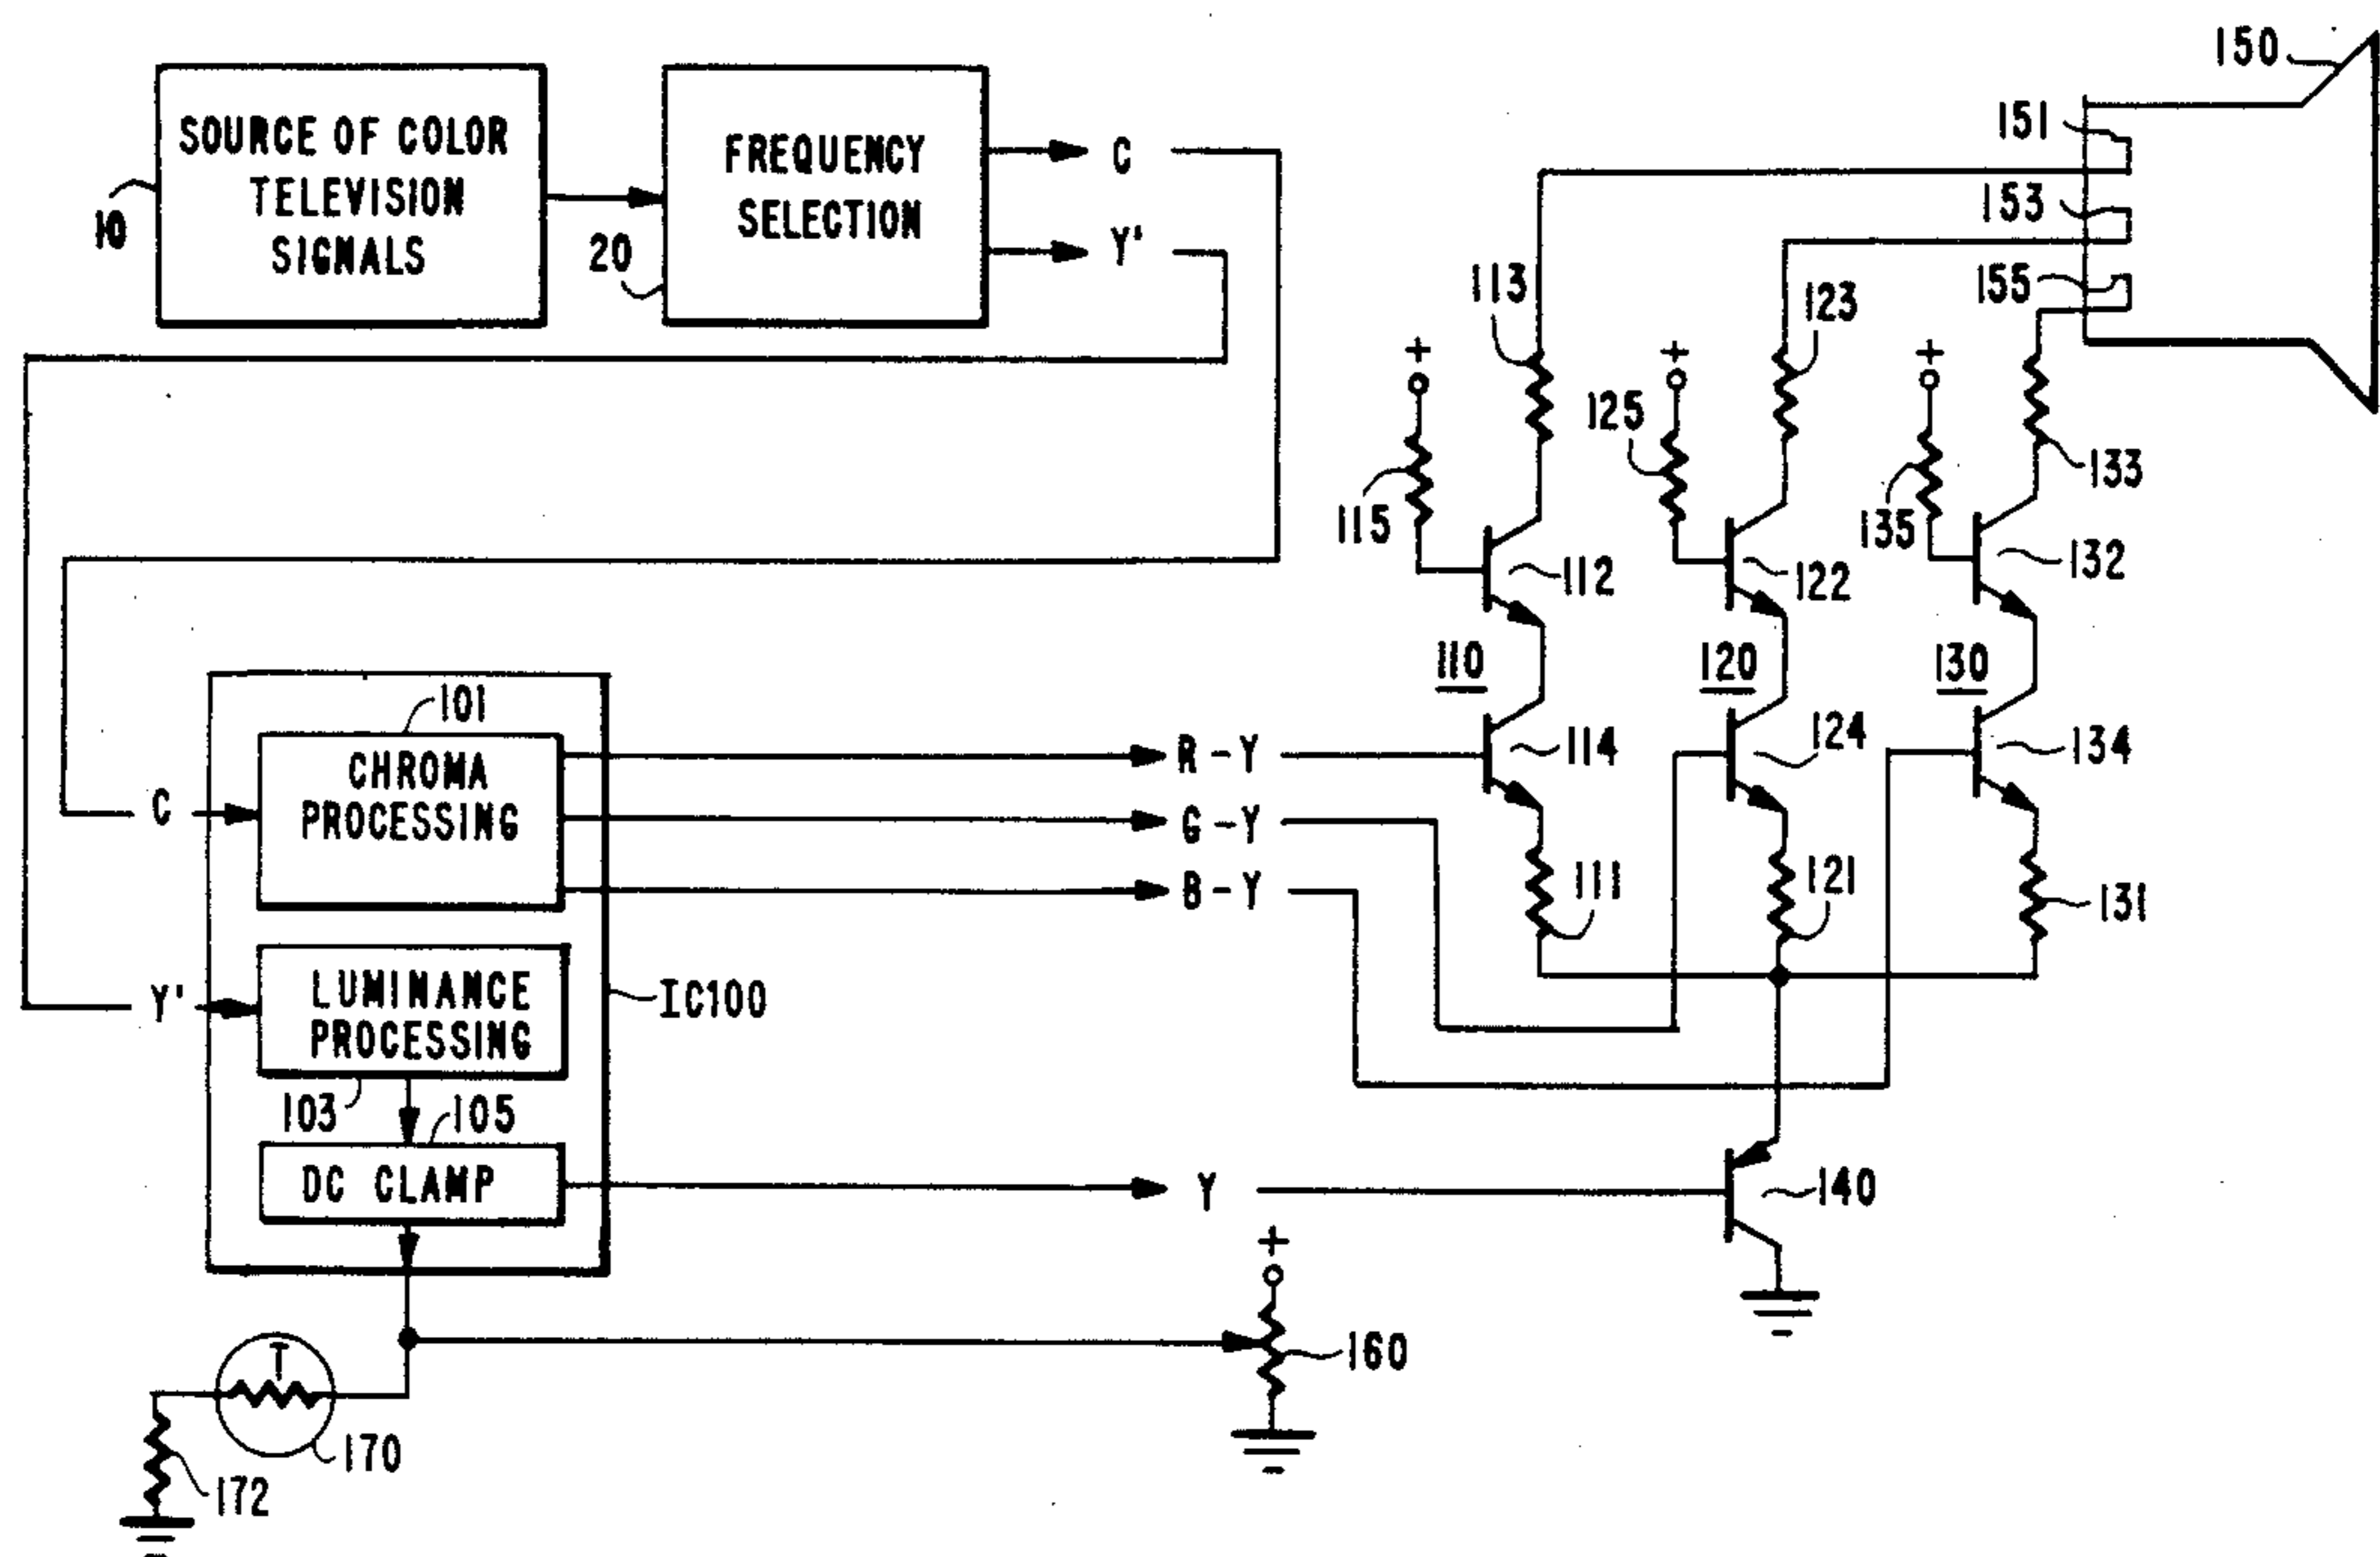 SOURCE OF COLOR
TELEVISION
SIGNALS
10
FREQUENCY
SELECTION
20
C
Y'
150
151
153
155
113
123
+
+
+
125
115
135
133
112
122
132
110
120
130
101
CHROMA
PROCESSING
C
R-Y
G-Y
B-Y
114
124
134
111
121
131
LUMINANCE
PROCESSING
Y'
IC100
103
105
DC CLAMP
Y
140
+
160
T
170
172